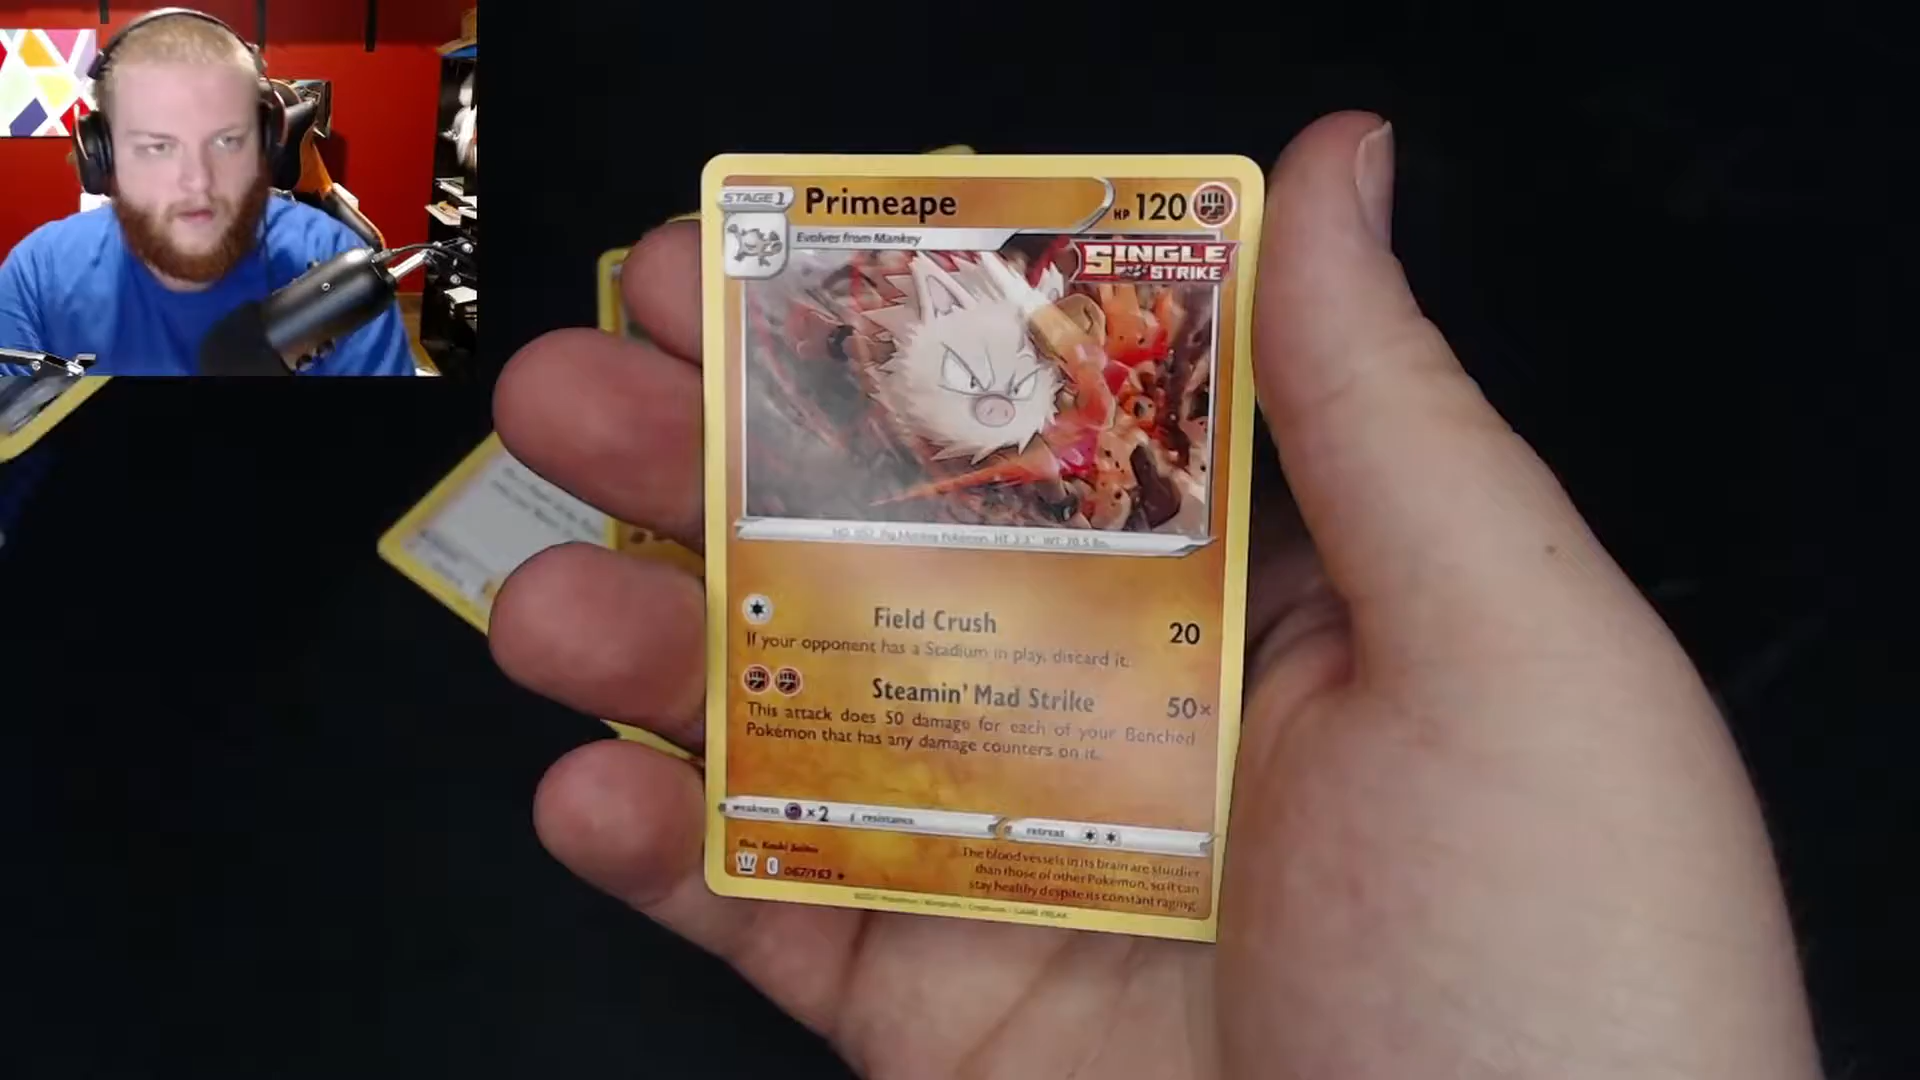 STAGE 1
Primeape
HP 120
Evolves from Mankey
SINGLE
STRIKE
Field Crush 20
If your opponent has a Stadium in play, discard it.
Steamin' Mad Strike 50×
This attack does 50 damage for each of your Benched
Pokémon that has any damage counters on it.
weakness ×2 resistance retreat
067/163
The blood vessels in its brain are sturdier
than those of other Pokémon, so it can
stay healthy despite its constant raging.